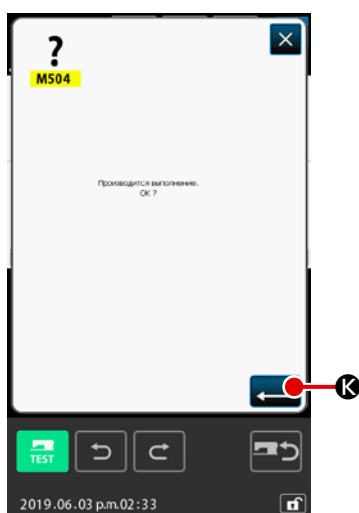 ?
M504
Производится выполнение.
OK ?
K
TEST
2019.06.03 p.m.02:33